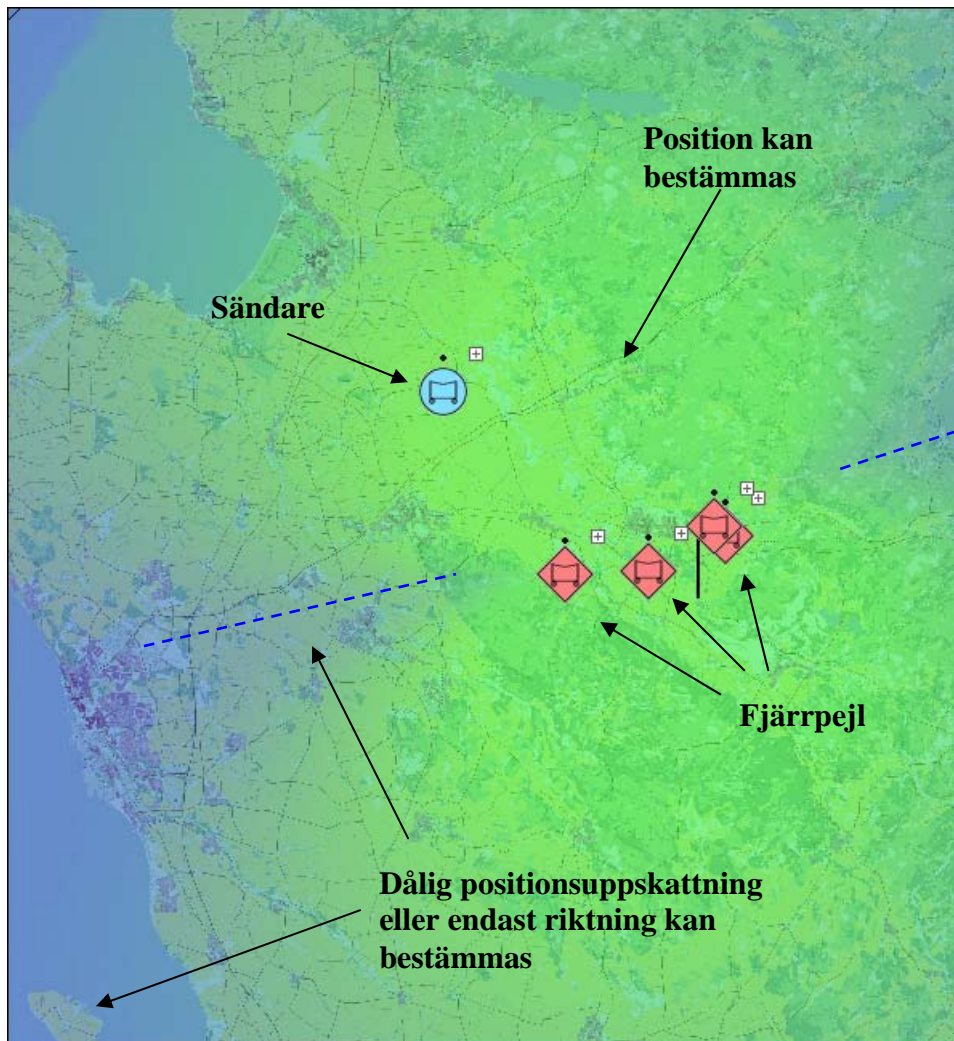 Position kan
bestämmas
Sändare
Fjärrpejl
Dålig positionsuppskattning
eller endast riktning kan
bestämmas